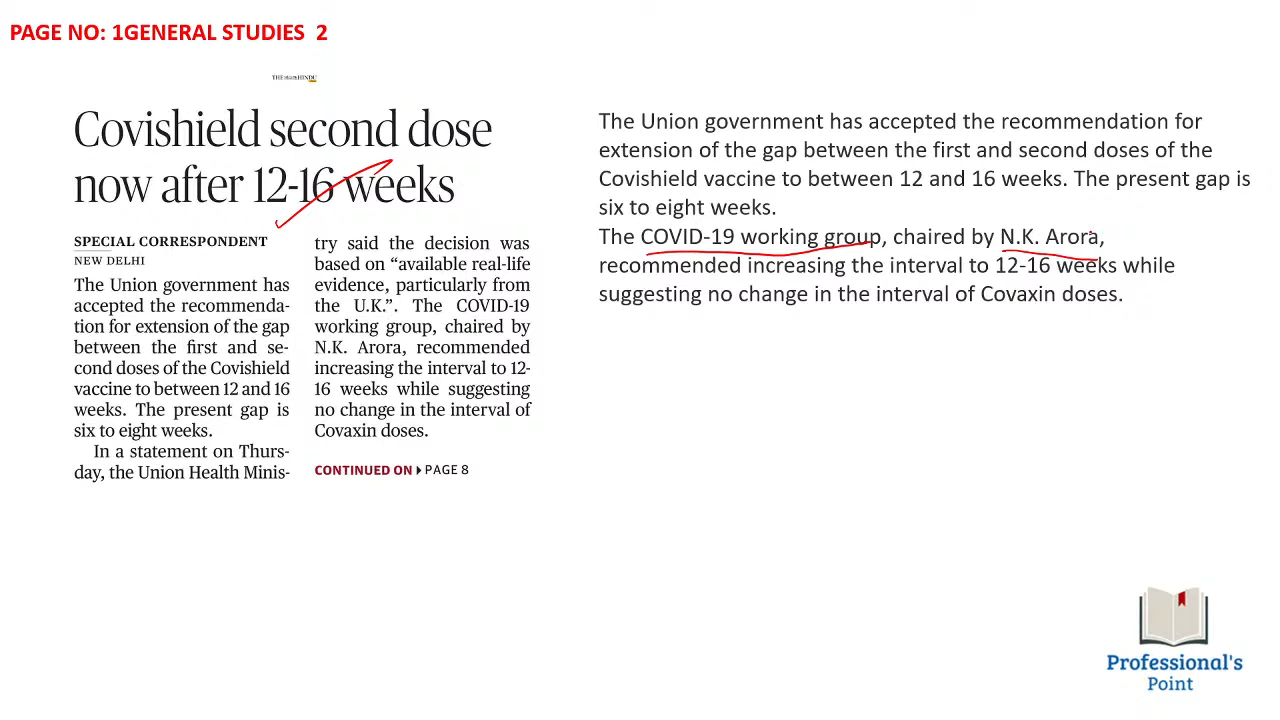 PAGE NO: 1GENERAL STUDIES 2
THE HINDU
Covishield second dose
now after 12-16 weeks
SPECIAL CORRESPONDENT
NEW DELHI
The Union government has
accepted the recommenda-
tion for extension of the gap
between the first and se-
cond doses of the Covishield
vaccine to between 12 and 16
weeks. The present gap is
six to eight weeks.
In a statement on Thurs-
day, the Union Health Minis-
try said the decision was
based on “available real-life
evidence, particularly from
the U.K.”. The COVID-19
working group, chaired by
N.K. Arora, recommended
increasing the interval to 12-
16 weeks while suggesting
no change in the interval of
Covaxin doses.
CONTINUED ON PAGE 8
The Union government has accepted the recommendation for
extension of the gap between the first and second doses of the
Covishield vaccine to between 12 and 16 weeks. The present gap is
six to eight weeks.
The COVID-19 working group, chaired by N.K. Arora,
recommended increasing the interval to 12-16 weeks while
suggesting no change in the interval of Covaxin doses.
Professional's
Point